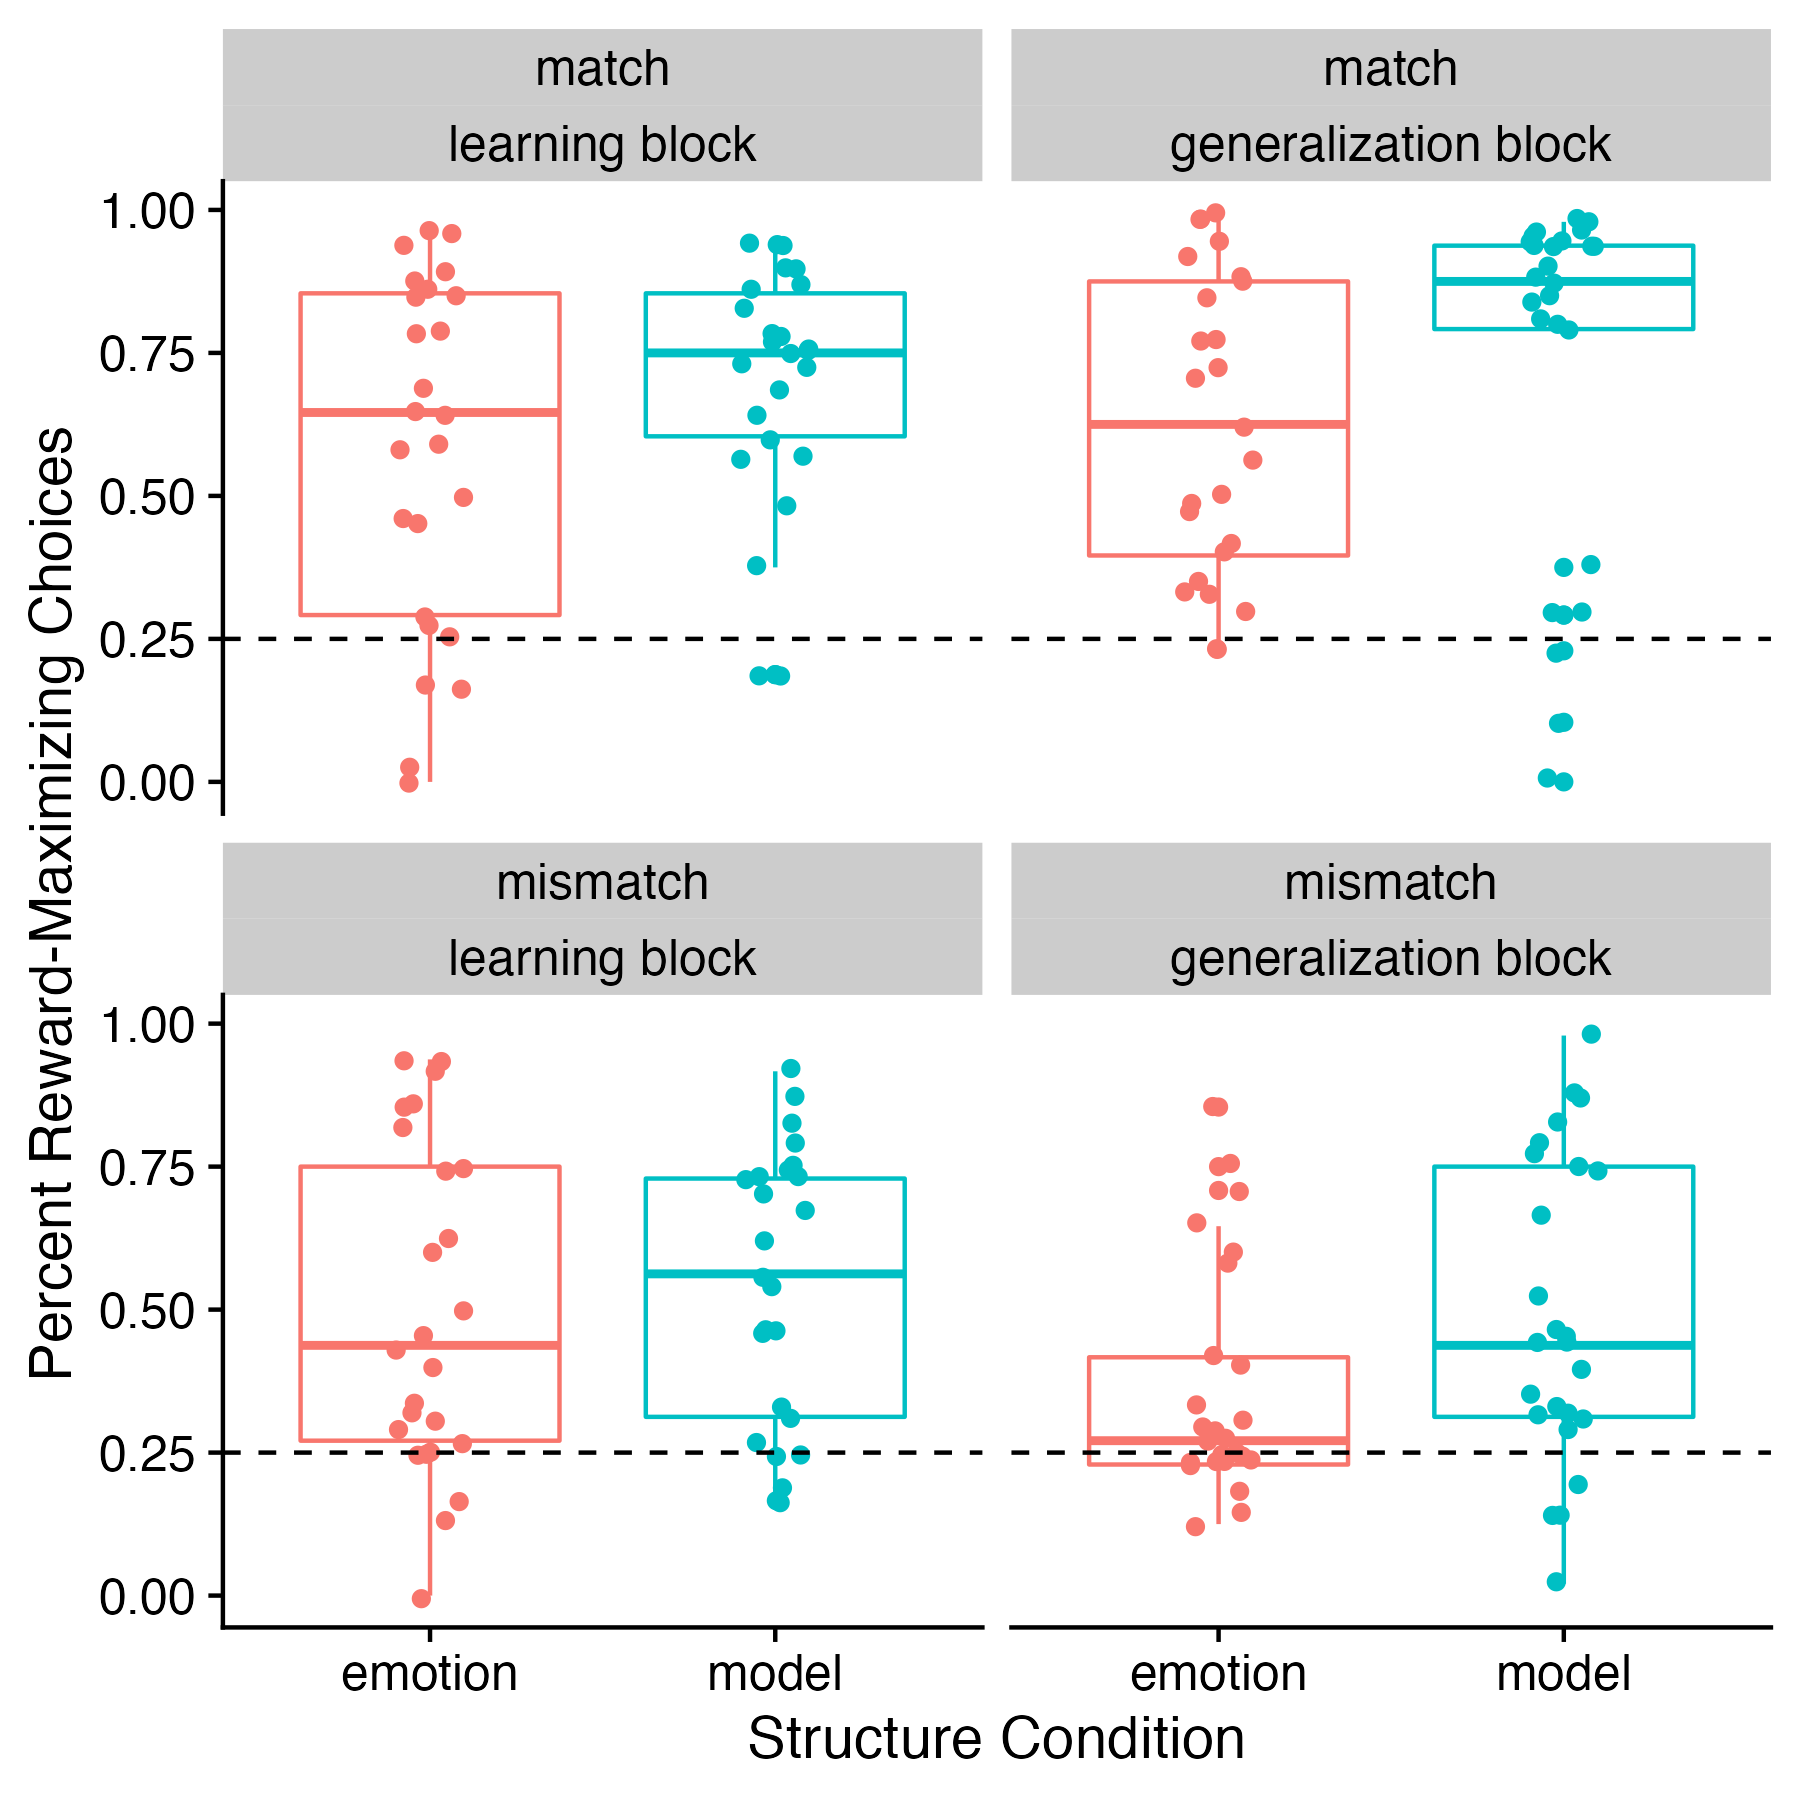 match
learning block
match
generalization block
1.00
0.75
0.50
0.25
0.00
mismatch
learning block
mismatch
generalization block
1.00
0.75
0.50
0.25
0.00
emotion
model
emotion
model
Structure Condition
Percent Reward-Maximizing Choices